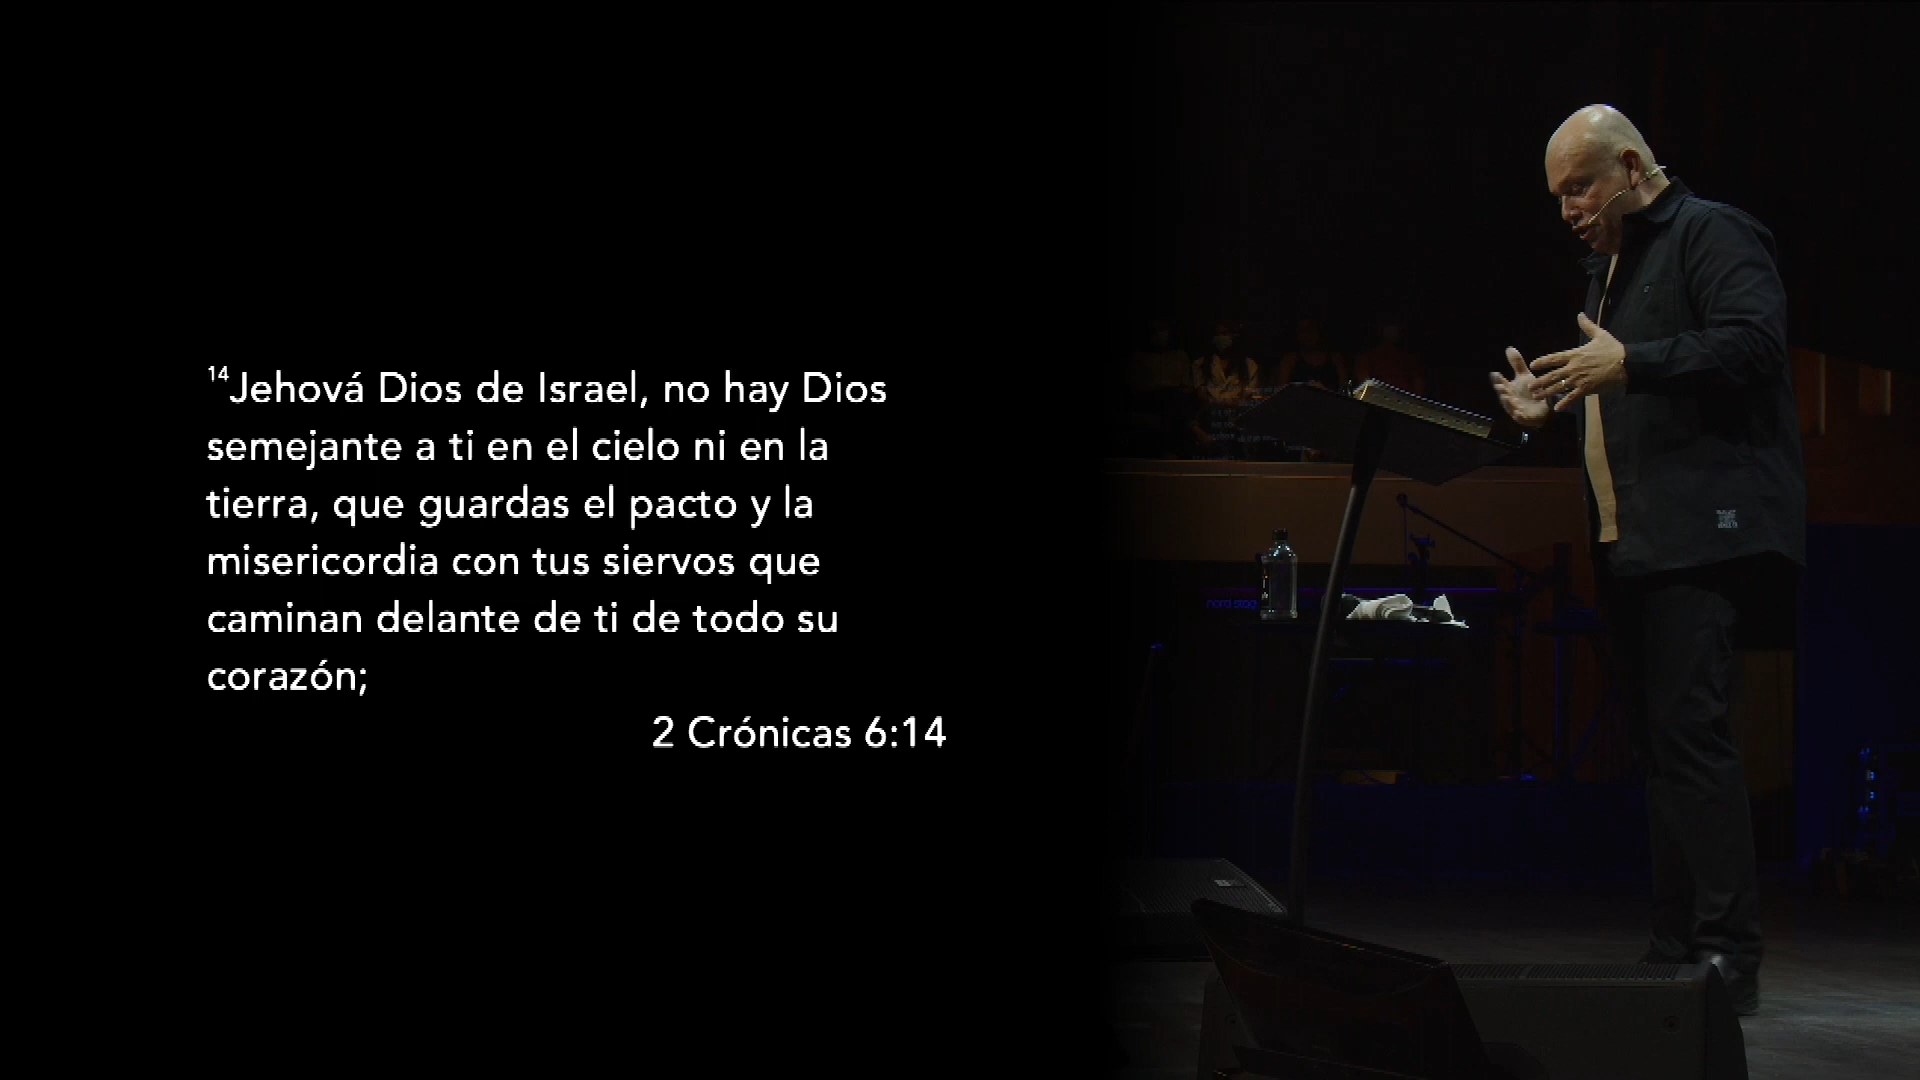 ¹⁴Jehová Dios de Israel, no hay Dios
semejante a ti en el cielo ni en la
tierra, que guardas el pacto y la
misericordia con tus siervos que
caminan delante de ti de todo su
corazón;
2 Crónicas 6:14
nord stage